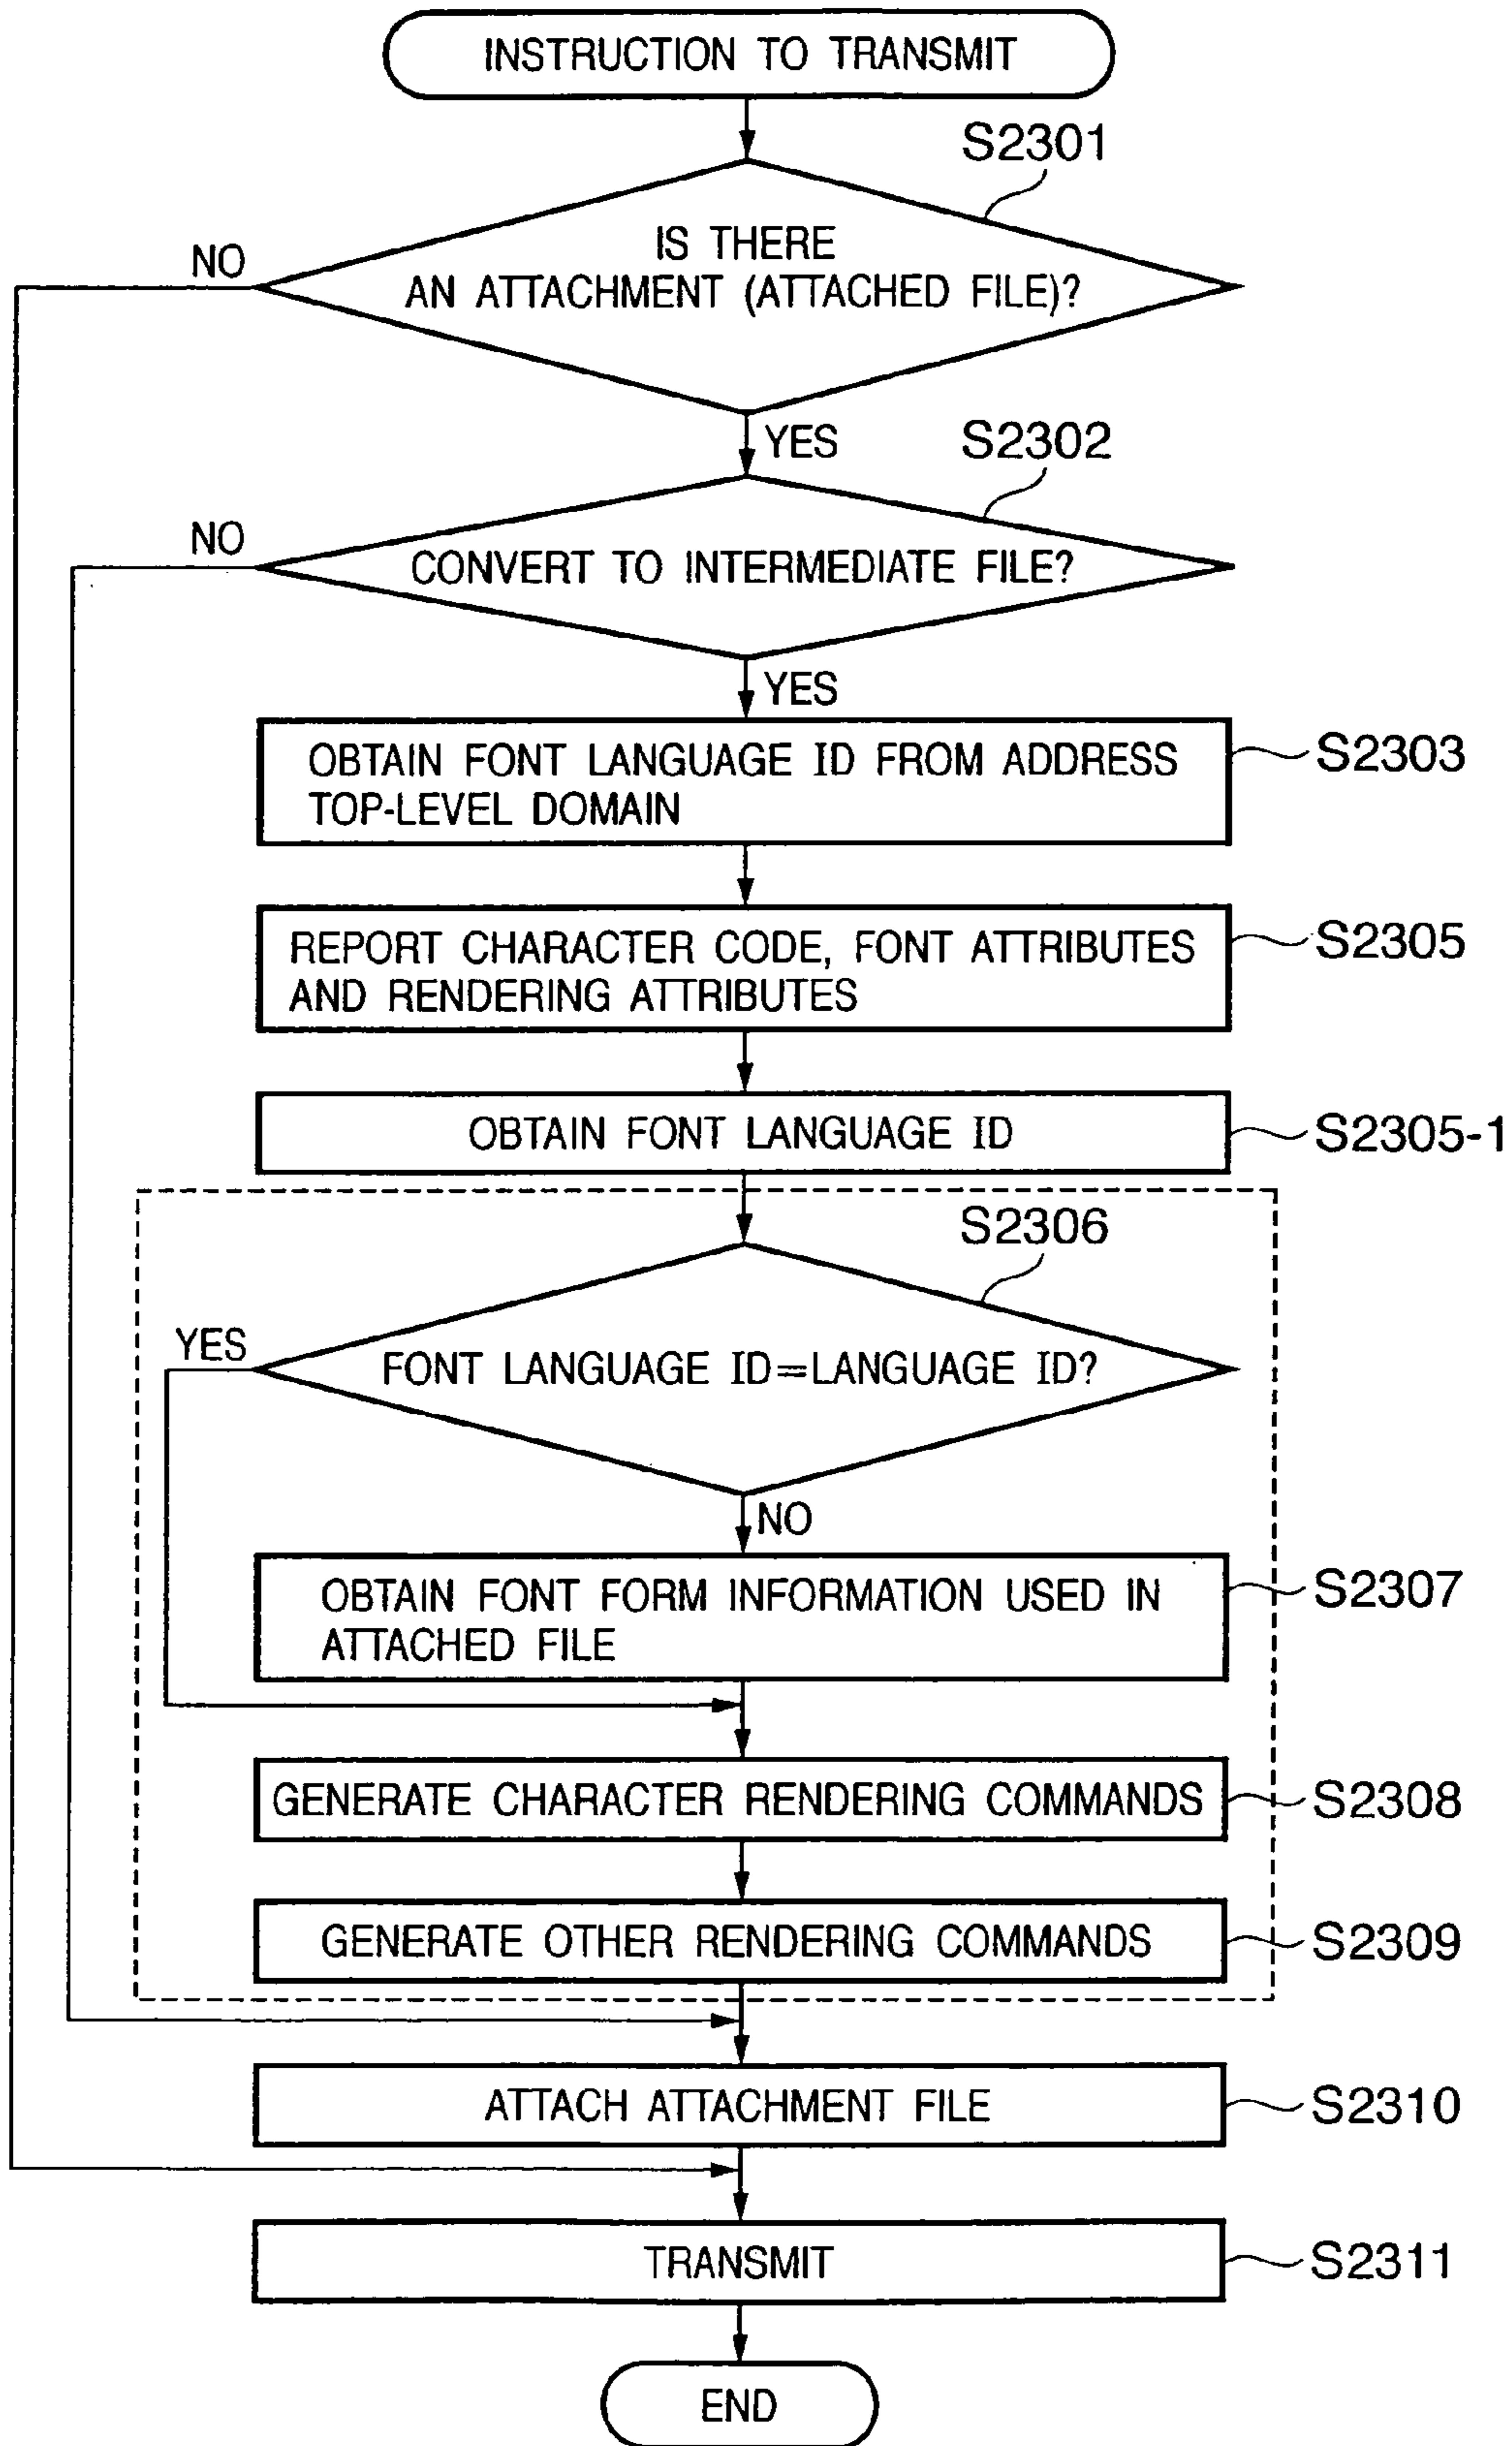 INSTRUCTION TO TRANSMIT
S2301
IS THERE
AN ATTACHMENT (ATTACHED FILE)?
NO
YES
S2302
CONVERT TO INTERMEDIATE FILE?
NO
YES
OBTAIN FONT LANGUAGE ID FROM ADDRESS
TOP-LEVEL DOMAIN
S2303
REPORT CHARACTER CODE, FONT ATTRIBUTES
AND RENDERING ATTRIBUTES
S2305
OBTAIN FONT LANGUAGE ID
S2305-1
S2306
YES
FONT LANGUAGE ID=LANGUAGE ID?
NO
OBTAIN FONT FORM INFORMATION USED IN
ATTACHED FILE
S2307
GENERATE CHARACTER RENDERING COMMANDS
S2308
GENERATE OTHER RENDERING COMMANDS
S2309
ATTACH ATTACHMENT FILE
S2310
TRANSMIT
S2311
END